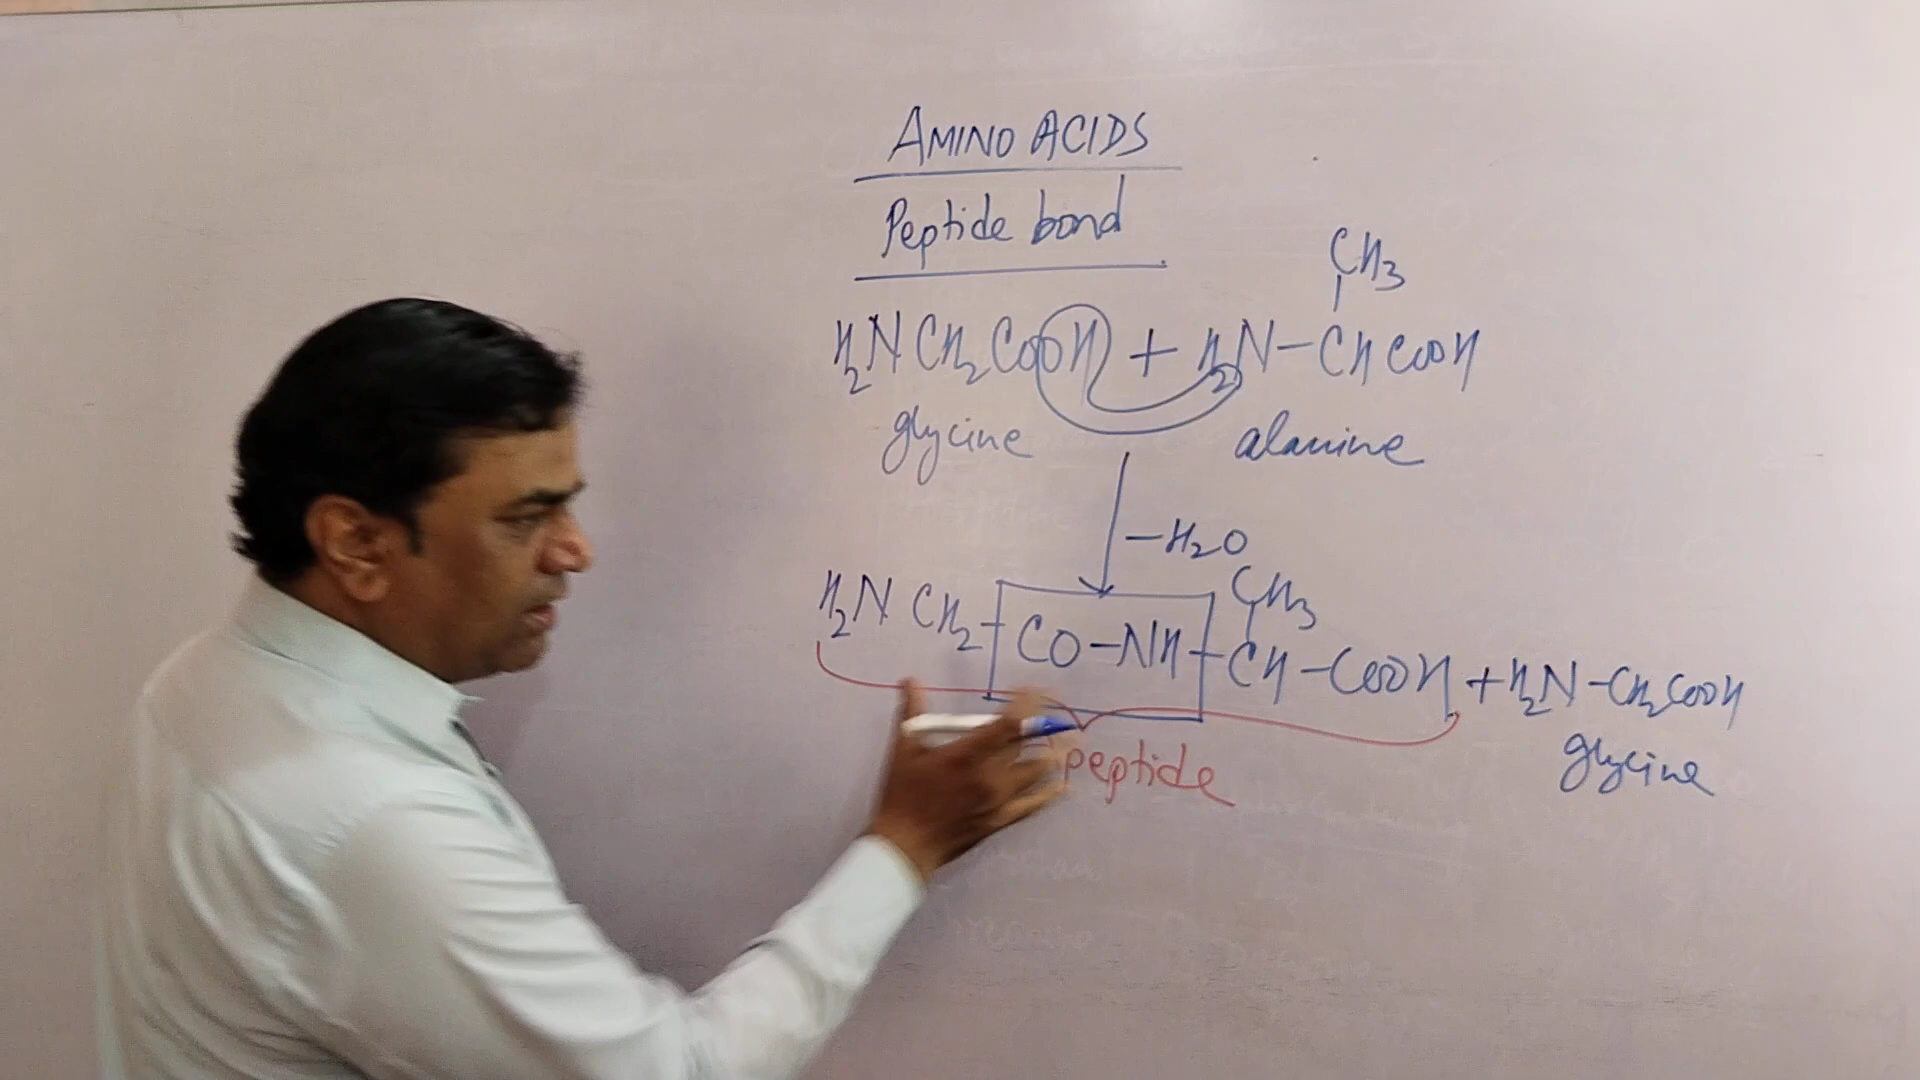 AMINO ACIDS
Peptide bond
CH3
H2N CH2 COOH + H2N-CH COOH
glycine alanine
-H2O
CH3
H2N CH2-CO-NH-CH-COOH + H2N-CH2COOH
peptide glycine